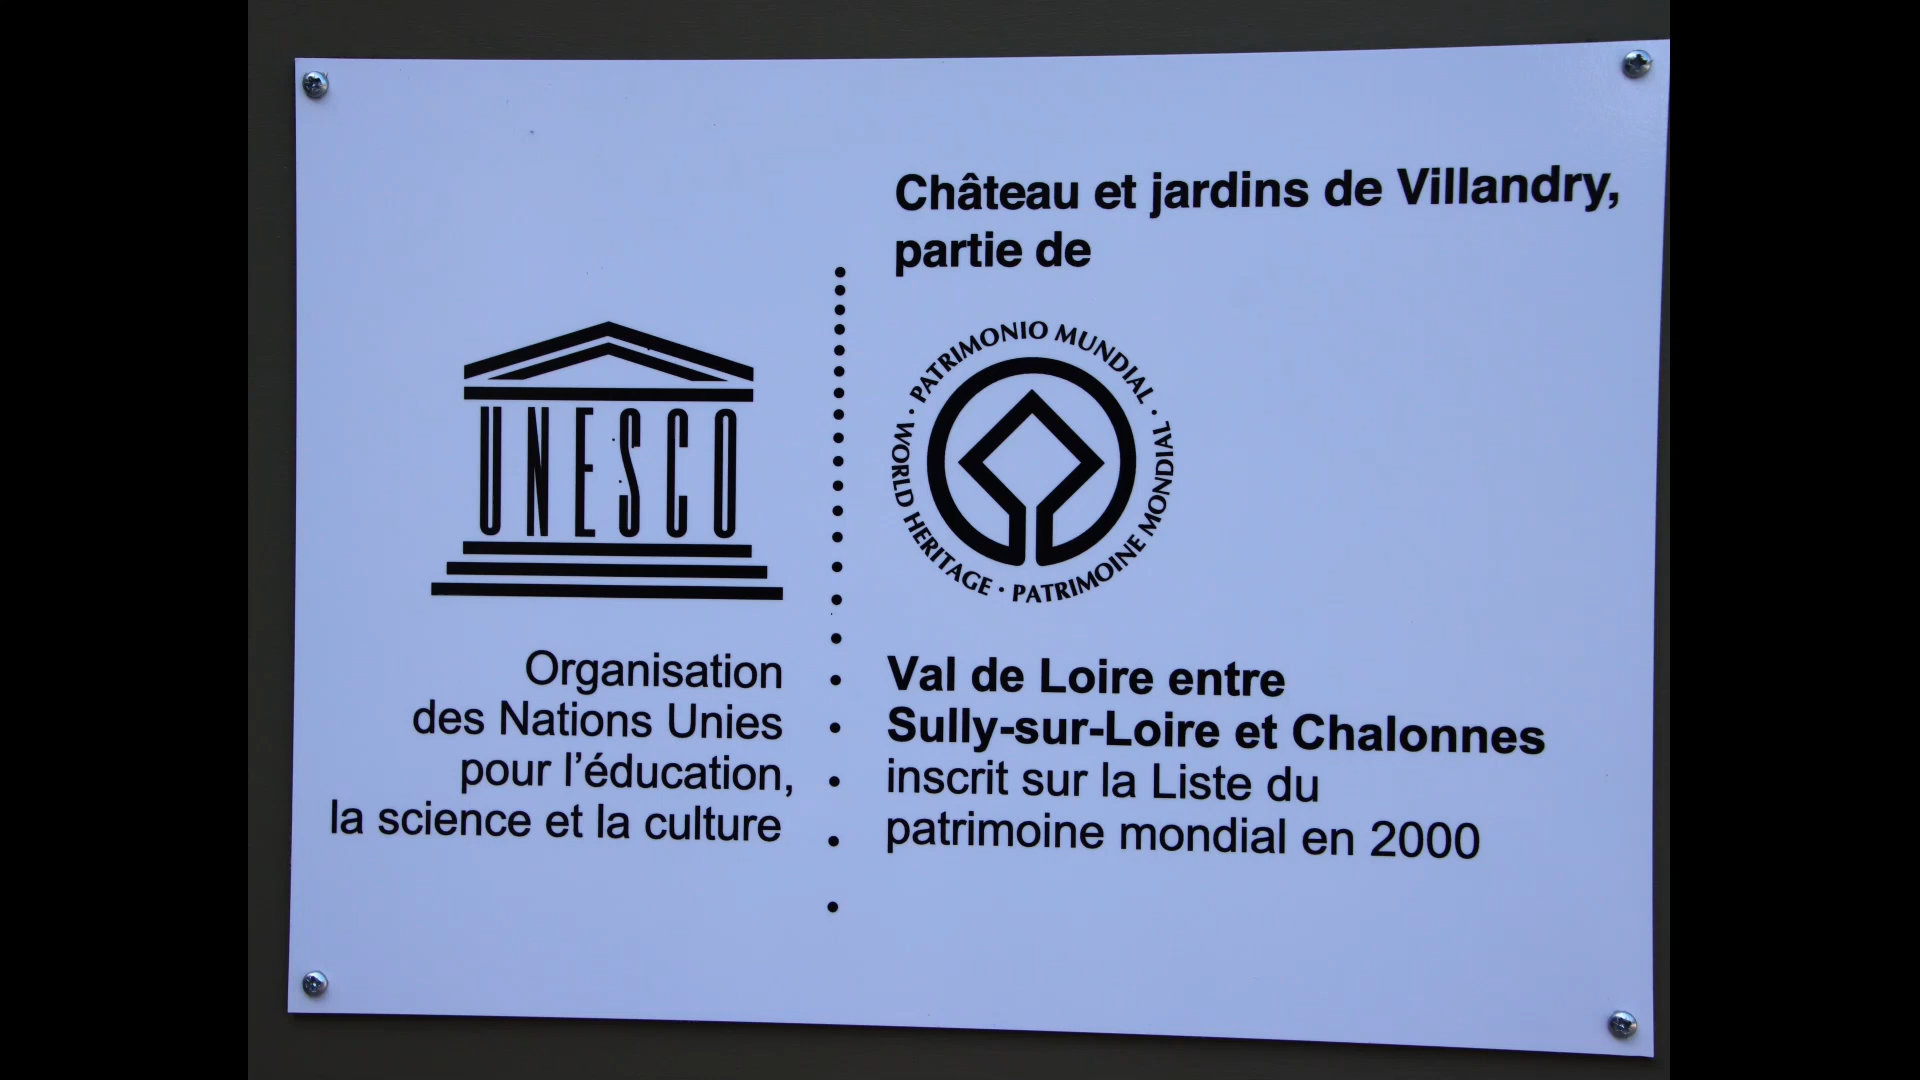 Château et jardins de Villandry,
partie de
UNESCO
PATRIMONIO MUNDIAL · PATRIMOINE MONDIAL · WORLD HERITAGE ·
Organisation
des Nations Unies
pour l’éducation,
la science et la culture
Val de Loire entre
Sully-sur-Loire et Chalonnes
inscrit sur la Liste du
patrimoine mondial en 2000